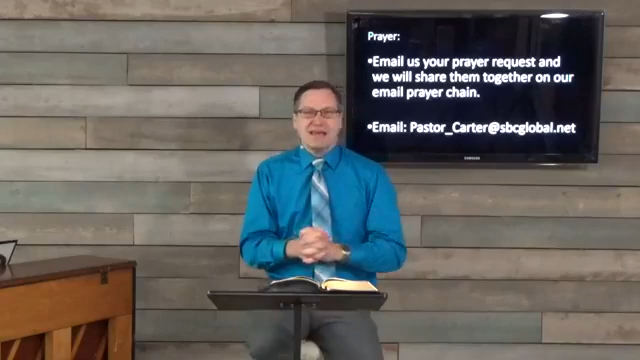 Prayer:
•Email us your prayer request and
we will share them together on our
email prayer chain.
•Email: Pastor_Carter@sbcglobal.net
SAMSUNG